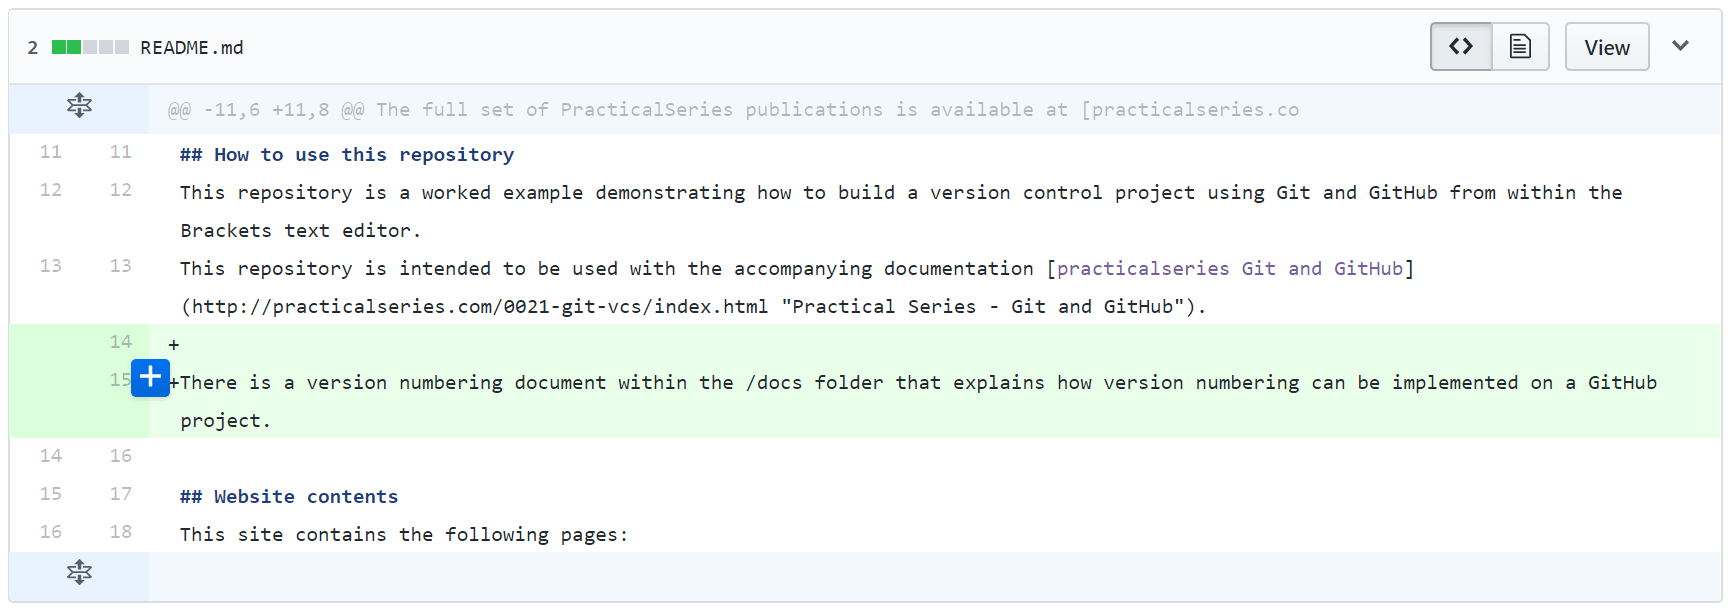 2 README.md View
@@ -11,6 +11,8 @@ The full set of PracticalSeries publications is available at [practicalseries.co
11 11 ## How to use this repository
12 12 This repository is a worked example demonstrating how to build a version control project using Git and GitHub from within the
Brackets text editor.
13 13 This repository is intended to be used with the accompanying documentation [practicalseries Git and GitHub]
(http://practicalseries.com/0021-git-vcs/index.html "Practical Series - Git and GitHub").
14 +
15 +There is a version numbering document within the /docs folder that explains how version numbering can be implemented on a GitHub
project.
14 16
15 17 ## Website contents
16 18 This site contains the following pages: